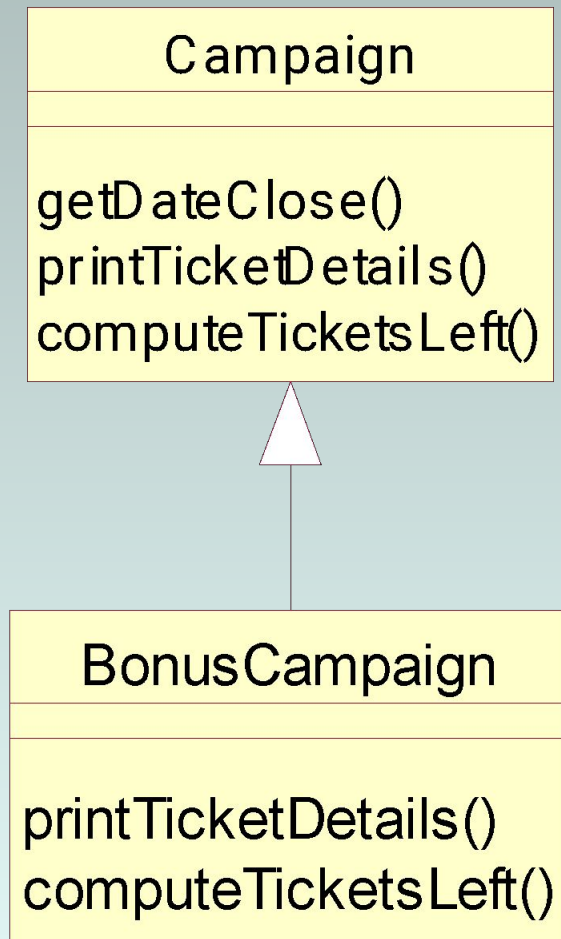 Campaign
getDateClose()
printTicketDetails()
computeTicketsLeft()
BonusCampaign
printTicketDetails()
computeTicketsLeft()